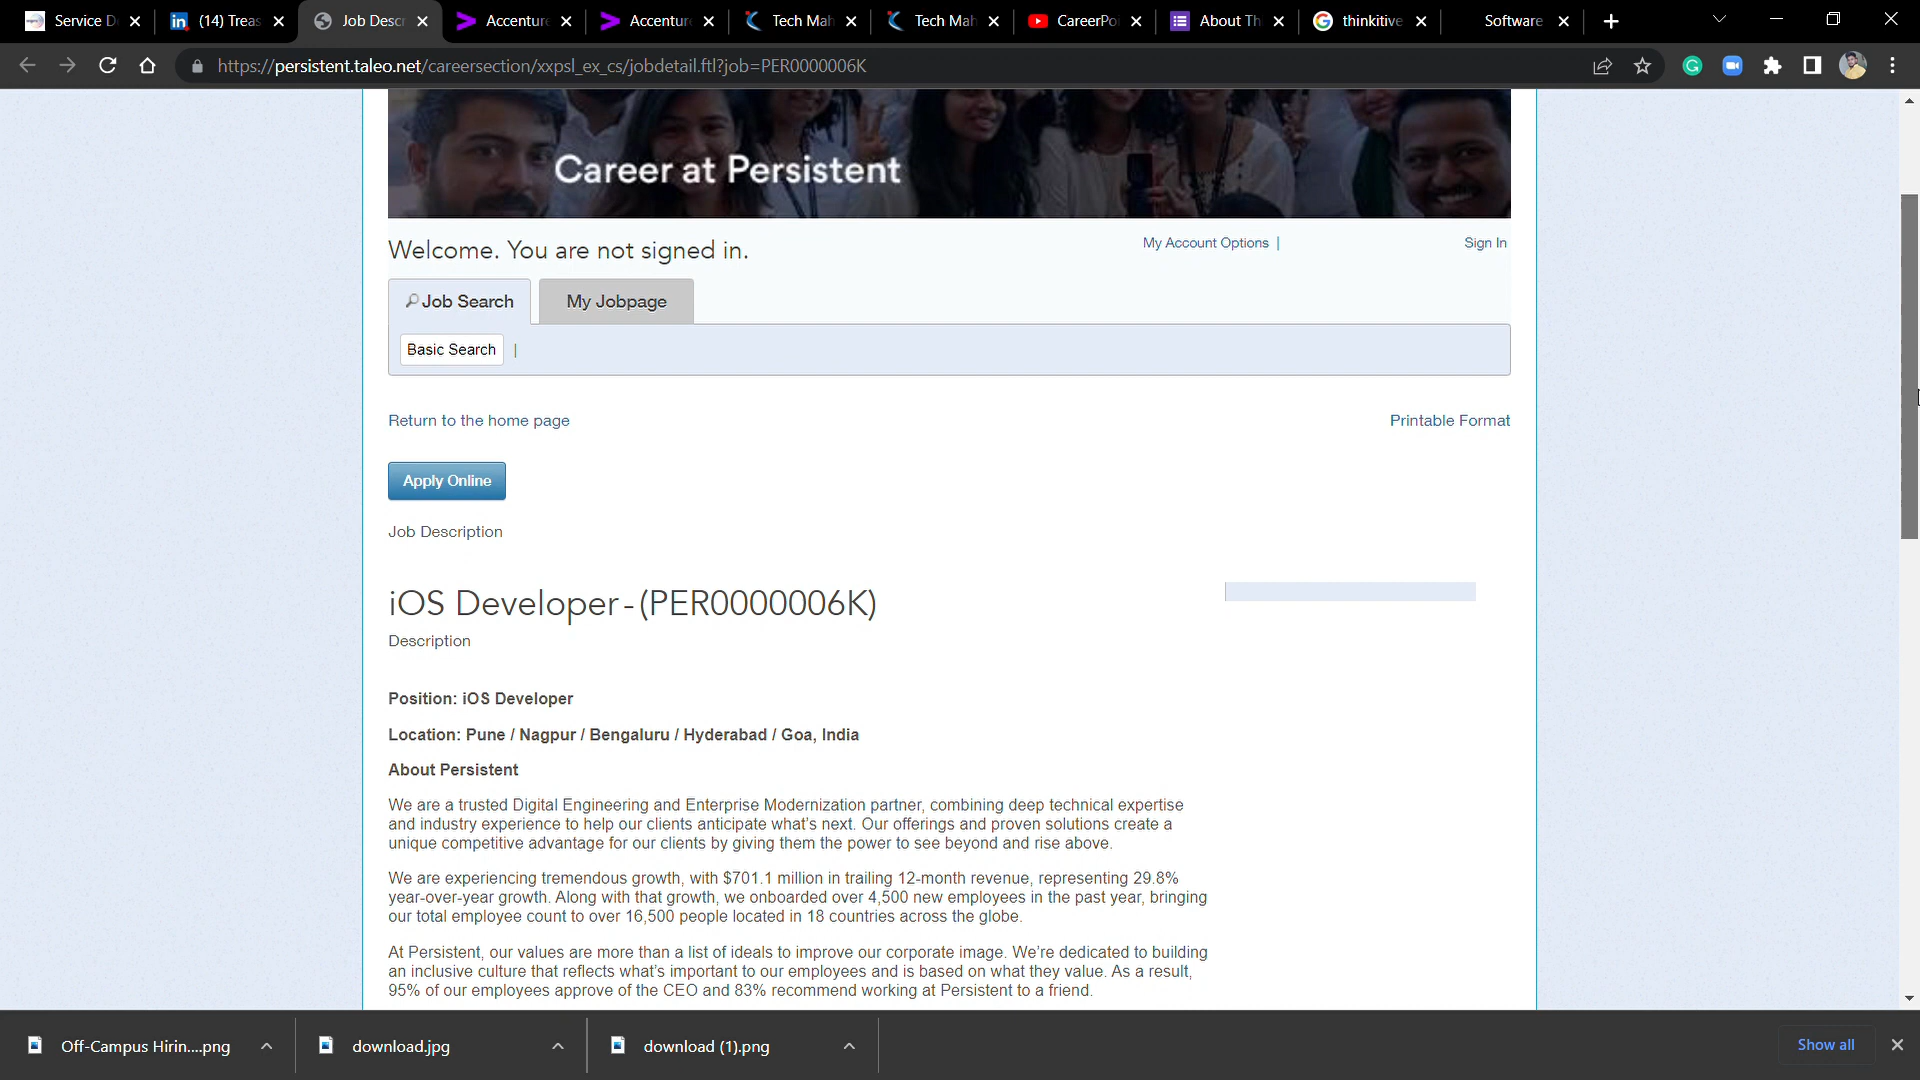 Service D
(14) Treas
Job Descr
Accenture
Accenture
Tech Mah
Tech Mah
CareerPo
About Th
thinkitive
Software
https://persistent.taleo.net/careersection/xxpsl_ex_cs/jobdetail.ftl?job=PER0000006K
Career at Persistent
Welcome. You are not signed in.
My Account Options |
Sign In
Job Search
My Jobpage
Basic Search |
Return to the home page
Printable Format
Apply Online
Job Description
iOS Developer-(PER0000006K)
Description
Position: iOS Developer
Location: Pune / Nagpur / Bengaluru / Hyderabad / Goa, India
About Persistent
We are a trusted Digital Engineering and Enterprise Modernization partner, combining deep technical expertise
and industry experience to help our clients anticipate what's next. Our offerings and proven solutions create a
unique competitive advantage for our clients by giving them the power to see beyond and rise above.
We are experiencing tremendous growth, with $701.1 million in trailing 12-month revenue, representing 29.8%
year-over-year growth. Along with that growth, we onboarded over 4,500 new employees in the past year, bringing
our total employee count to over 16,500 people located in 18 countries across the globe.
At Persistent, our values are more than a list of ideals to improve our corporate image. We're dedicated to building
an inclusive culture that reflects what's important to our employees and is based on what they value. As a result,
95% of our employees approve of the CEO and 83% recommend working at Persistent to a friend.
Off-Campus Hirin....png
download.jpg
download (1).png
Show all